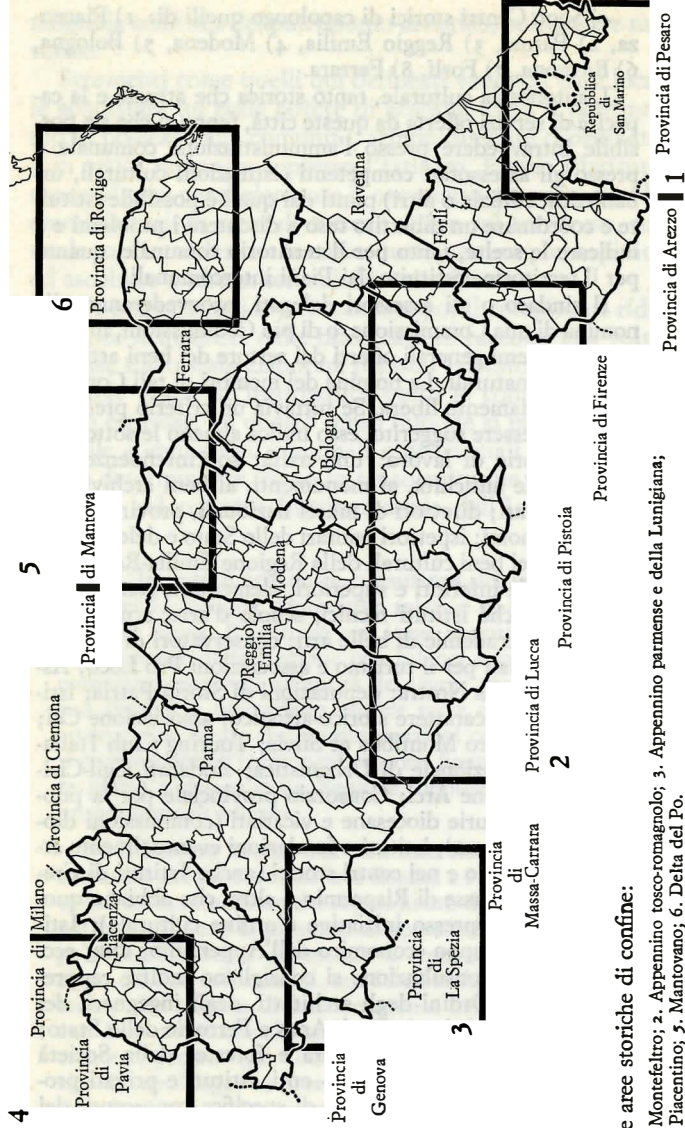 4
Provincia di Milano
Provincia di Cremona
5
Provincia di Mantova
6
Provincia di Rovigo
Provincia
di
Pavia
Piacenza
Parma
Reggio
Emilia
Modena
Bologna
Ferrara
Ravenna
Forlì
Repubblica
di
San Marino
Provincia
di
Genova
3
Provincia
di
La Spezia
Provincia
di
Massa-Carrara
2
Provincia di Lucca
Provincia di Pistoia
Provincia di Firenze
Provincia di Arezzo
1
Provincia di Pesaro
e aree storiche di confine:
Montefeltro; 2. Appennino tosco-romagnolo; 3. Appennino parmense e della Lunigiana;
Piacentino; 5. Mantovano; 6. Delta del Po.